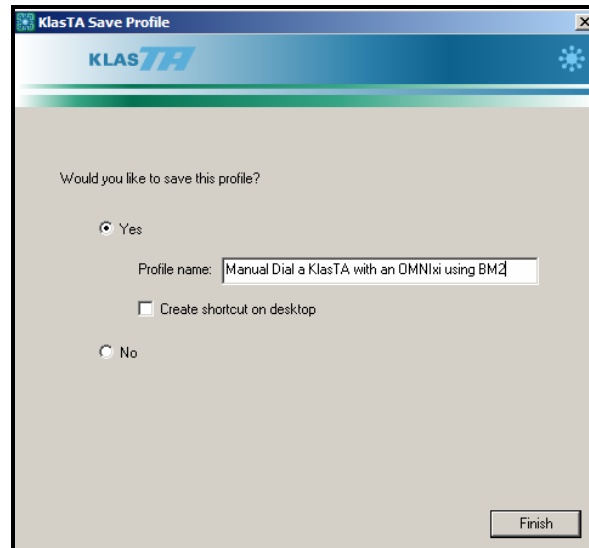 KlasTA Save Profile
KLASTA
Would you like to save this profile?
Yes
Profile name: Manual Dial a KlasTA with an OMNIxi using BM2
Create shortcut on desktop
No
Finish